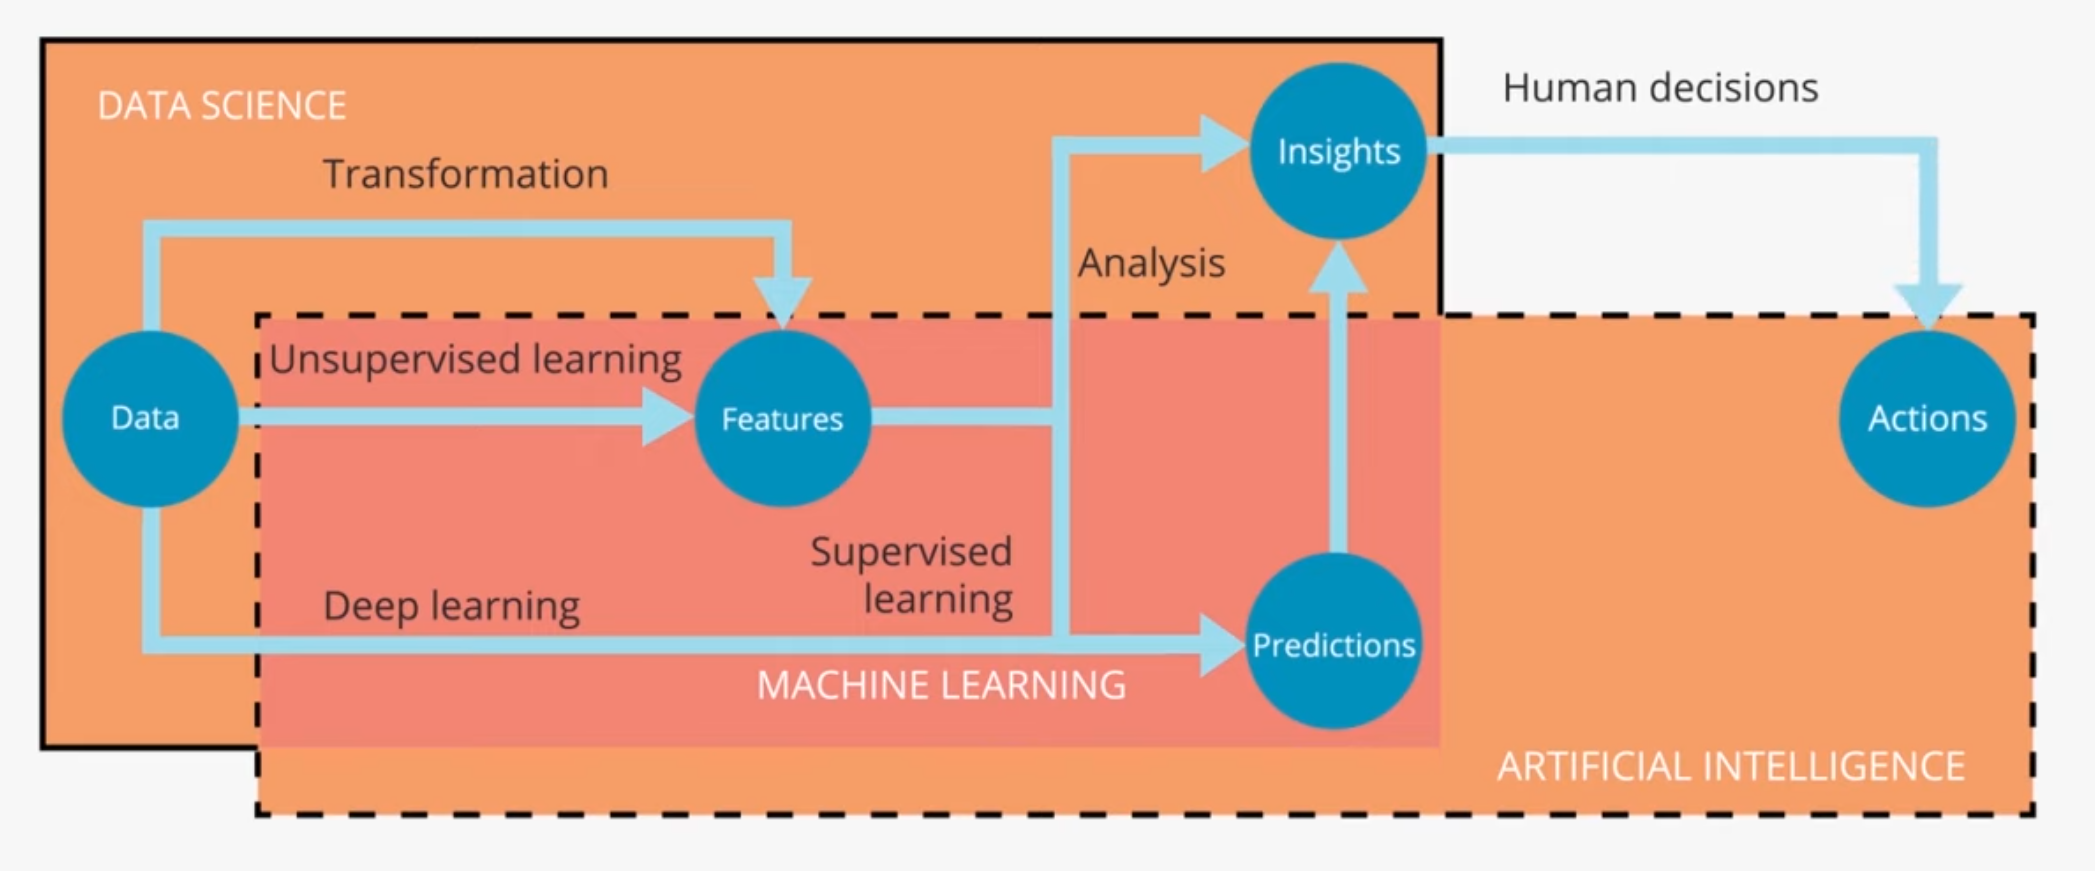 DATA SCIENCE
Human decisions
Insights
Transformation
Analysis
Unsupervised learning
Data
Features
Actions
Supervised
learning
Deep learning
Predictions
MACHINE LEARNING
ARTIFICIAL INTELLIGENCE